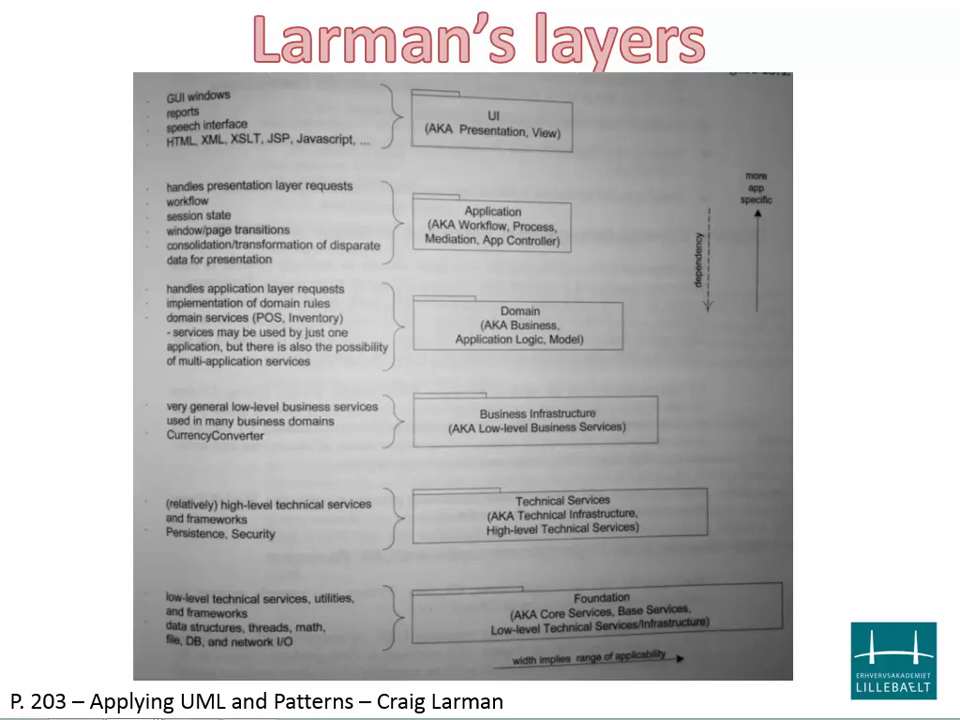 Larman's layers
GUI windows
reports
speech interface
HTML, XML, XSLT, JSP, Javascript, ...
UI
(AKA Presentation, View)
handles presentation layer requests
workflow
session state
window/page transitions
consolidation/transformation of disparate
data for presentation
Application
(AKA Workflow, Process,
Mediation, App Controller)
more
app
specific
dependency
handles application layer requests
implementation of domain rules
domain services (POS, Inventory)
- services may be used by just one
application, but there is also the possibility
of multi-application services
Domain
(AKA Business,
Application Logic, Model)
very general low-level business services
used in many business domains
CurrencyConverter
Business Infrastructure
(AKA Low-level Business Services)
(relatively) high-level technical services
and frameworks
Persistence, Security
Technical Services
(AKA Technical Infrastructure,
High-level Technical Services)
low-level technical services, utilities,
and frameworks
data structures, threads, math,
file, DB, and network I/O
Foundation
(AKA Core Services, Base Services,
Low-level Technical Services/Infrastructure)
width implies range of applicability
ERHVERVSAKADEMIET
LILLEBAELT
P. 203 – Applying UML and Patterns – Craig Larman